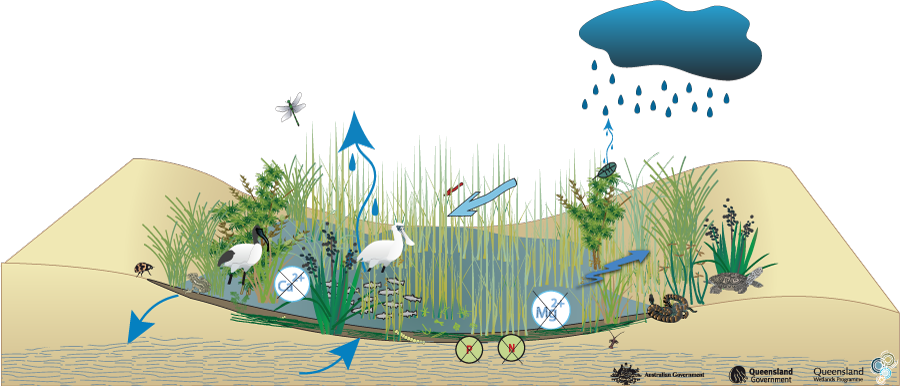 Ca2+
Mg2+
P
N
Australian Government
Queensland
Government
Queensland
Wetlands Programme